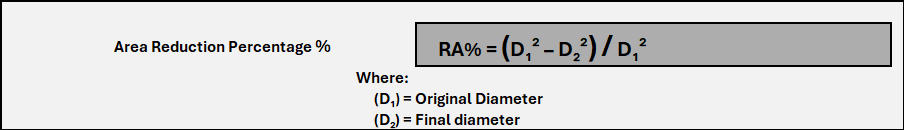 Area Reduction Percentage % RA% = (D₁² – D₂²) / D₁²
Where:
(D₁) = Original Diameter
(D₂) = Final diameter